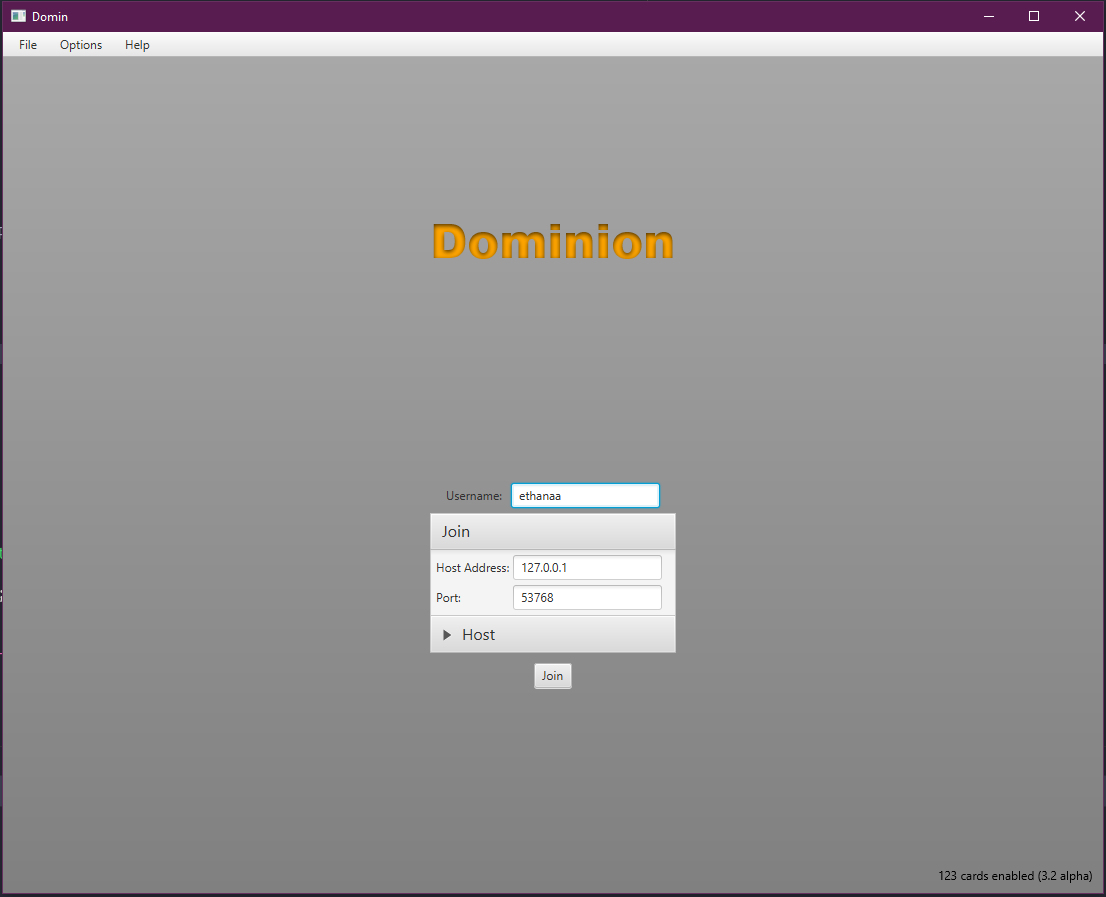 Domin
File Options Help
Dominion
Username: ethanaa
Join
Host Address: 127.0.0.1
Port: 53768
Host
Join
123 cards enabled (3.2 alpha)